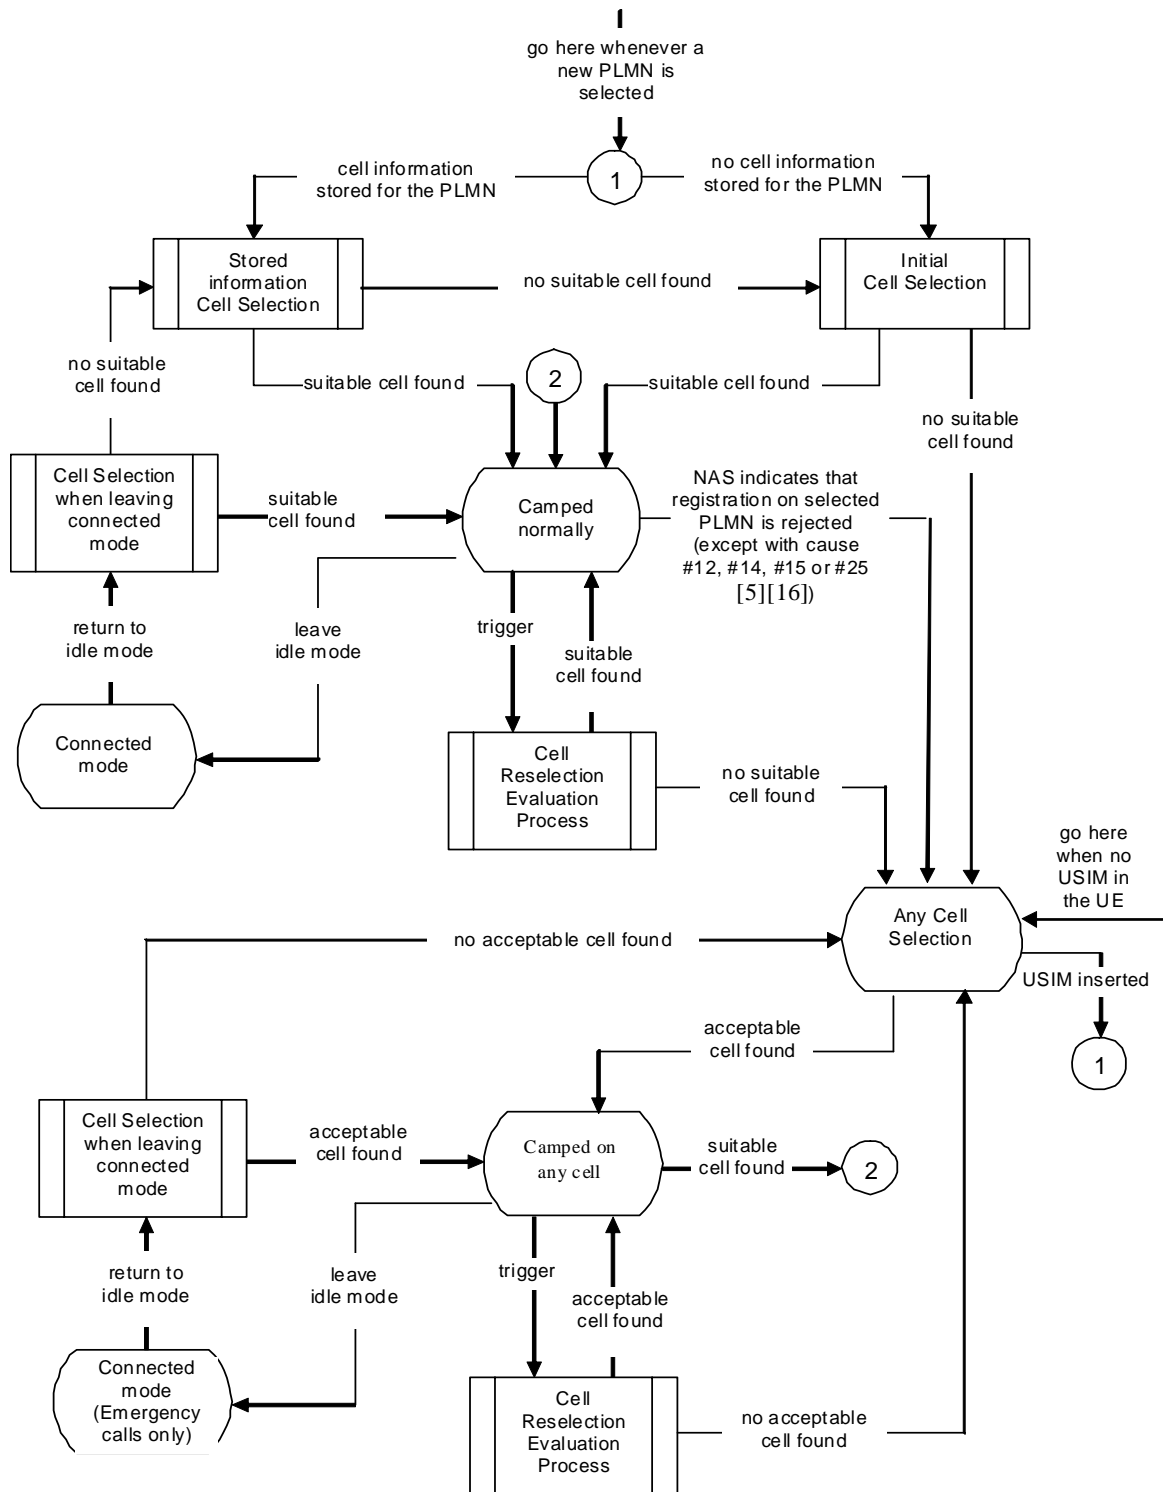 go here whenever a
new PLMN is
selected
1
cell information
stored for the PLMN
no cell information
stored for the PLMN
Stored
information
Cell Selection
no suitable cell found
Initial
Cell Selection
no suitable
cell found
suitable cell found
2
suitable cell found
no suitable
cell found
Cell Selection
when leaving
connected
mode
suitable
cell found
Camped
normally
NAS indicates that
registration on selected
PLMN is rejected
(except with cause
#12, #14, #15 or #25
[5][16])
return to
idle mode
leave
idle mode
trigger
suitable
cell found
Connected
mode
Cell
Reselection
Evaluation
Process
no suitable
cell found
go here
when no
USIM in
the UE
Any Cell
Selection
no acceptable cell found
USIM inserted
acceptable
cell found
1
Cell Selection
when leaving
connected
mode
acceptable
cell found
Camped on
any cell
suitable
cell found
2
return to
idle mode
leave
idle mode
trigger
acceptable
cell found
Connected
mode
(Emergency
calls only)
Cell
Reselection
Evaluation
Process
no acceptable
cell found